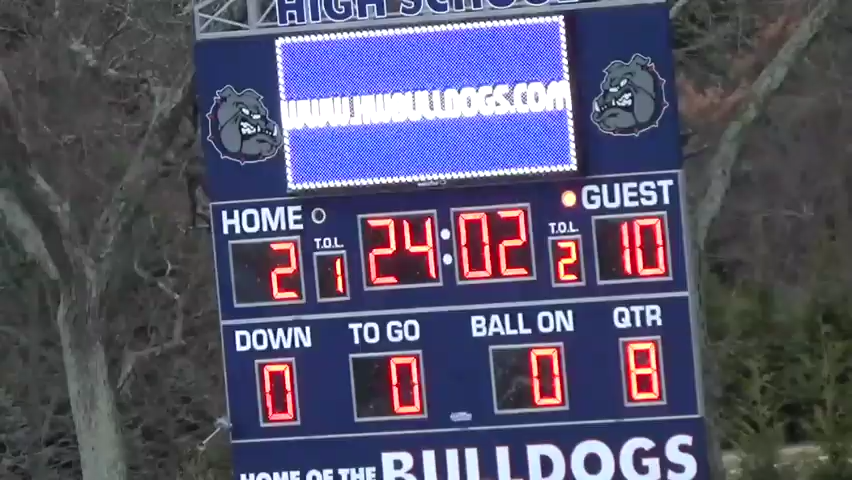 HIGH SCHOOL
www.HWBULLDOGS.com
HOME GUEST
T.O.L. T.O.L.
2 1 24:02 2 10
DOWN TO GO BALL ON QTR
0 0 0 8
HOME OF THE BULLDOGS